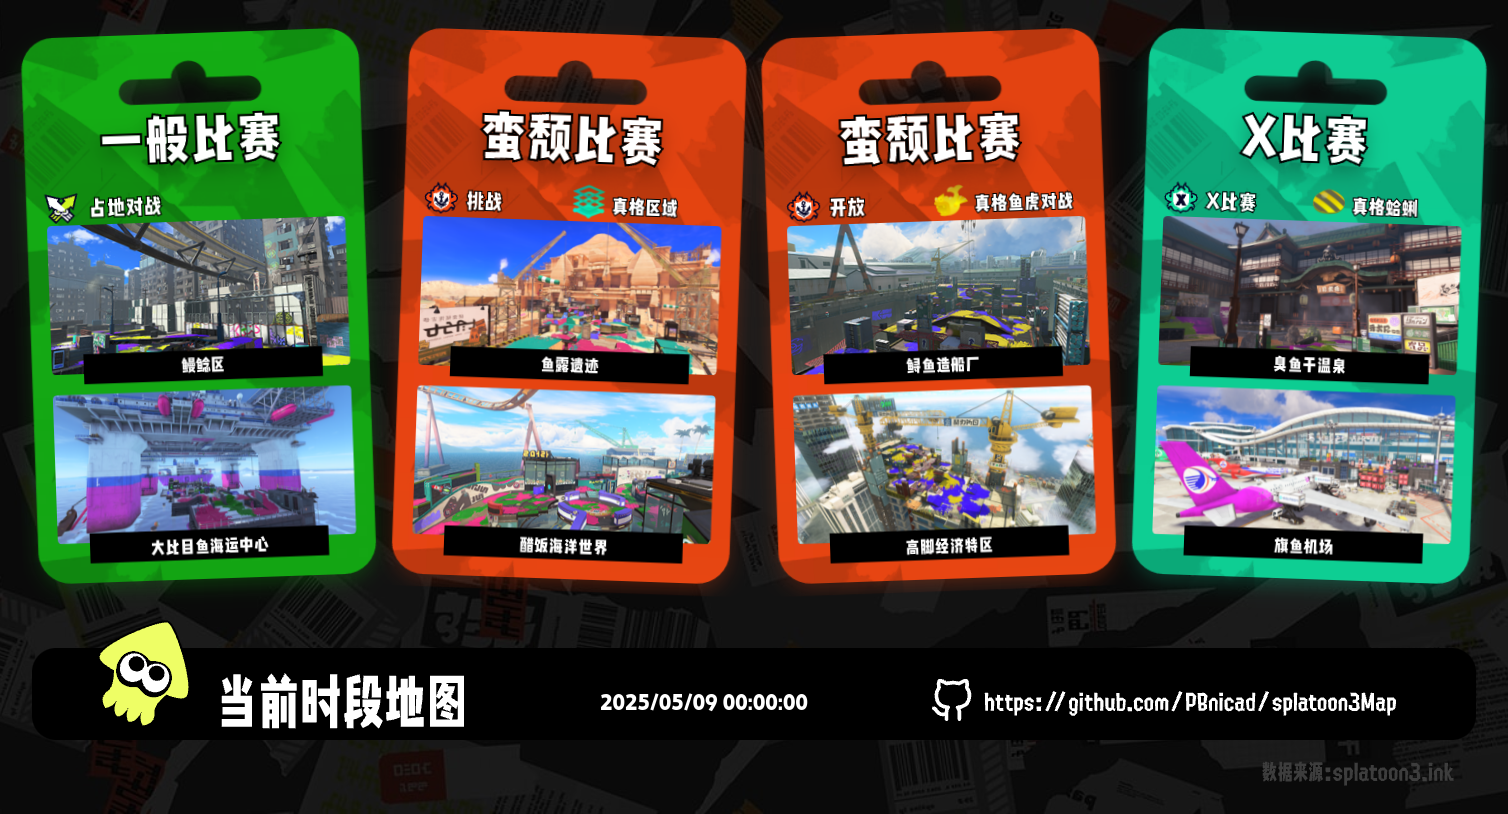 一般比赛
占地对战
鳗鲶区
大比目鱼海运中心
蛮颓比赛
挑战
真格区域
鱼露遗迹
醋饭海洋世界
蛮颓比赛
开放
真格鱼虎对战
鲟鱼造船厂
高脚经济特区
X比赛
X比赛
真格蛤蜊
臭鱼干温泉
旗鱼机场
当前时段地图
2025/05/09 00:00:00
https://github.com/PBnicad/splatoon3Map
数据来源:splatoon3.ink